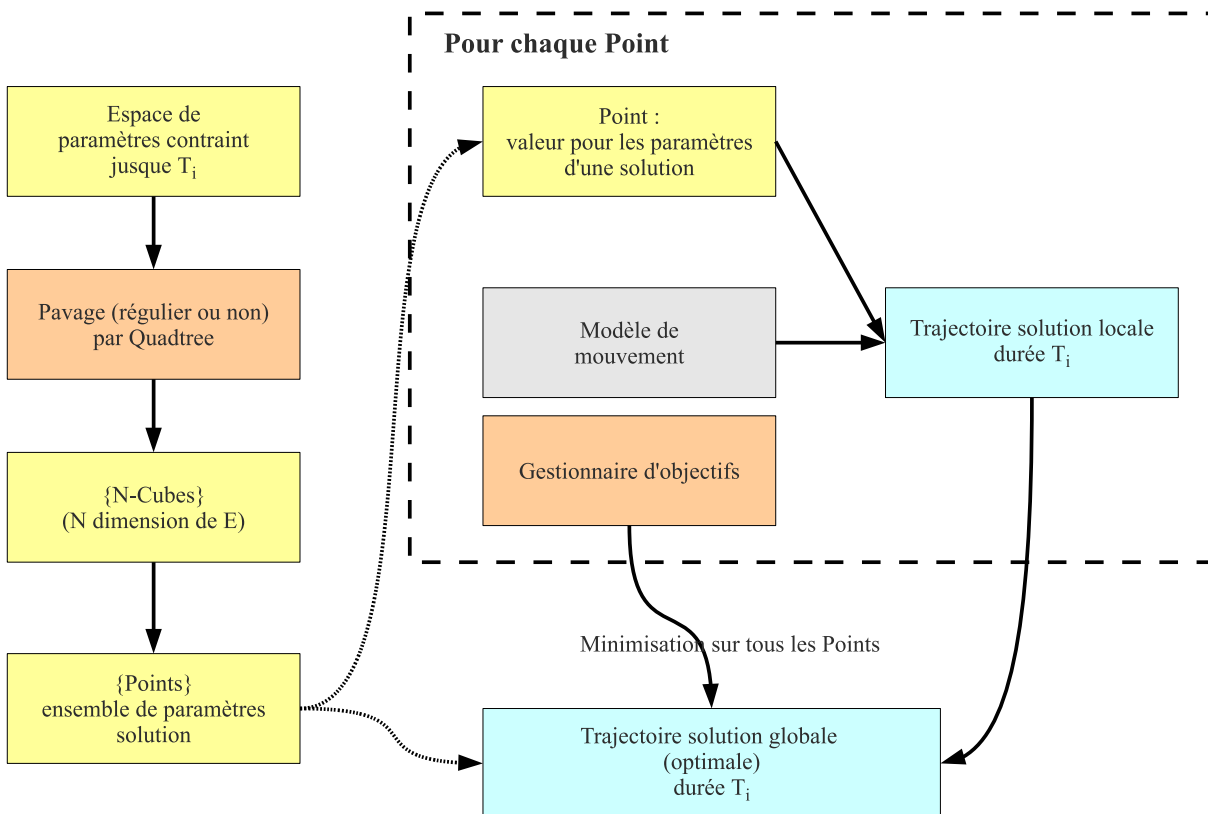 Pour chaque Point
Espace de
paramètres contraint
jusque Ti
Point :
valeur pour les paramètres
d'une solution
Pavage (régulier ou non)
par Quadtree
Modèle de
mouvement
Trajectoire solution locale
durée Ti
Gestionnaire d'objectifs
{N-Cubes}
(N dimension de E)
Minimisation sur tous les Points
{Points}
ensemble de paramètres
solution
Trajectoire solution globale
(optimale)
durée Ti